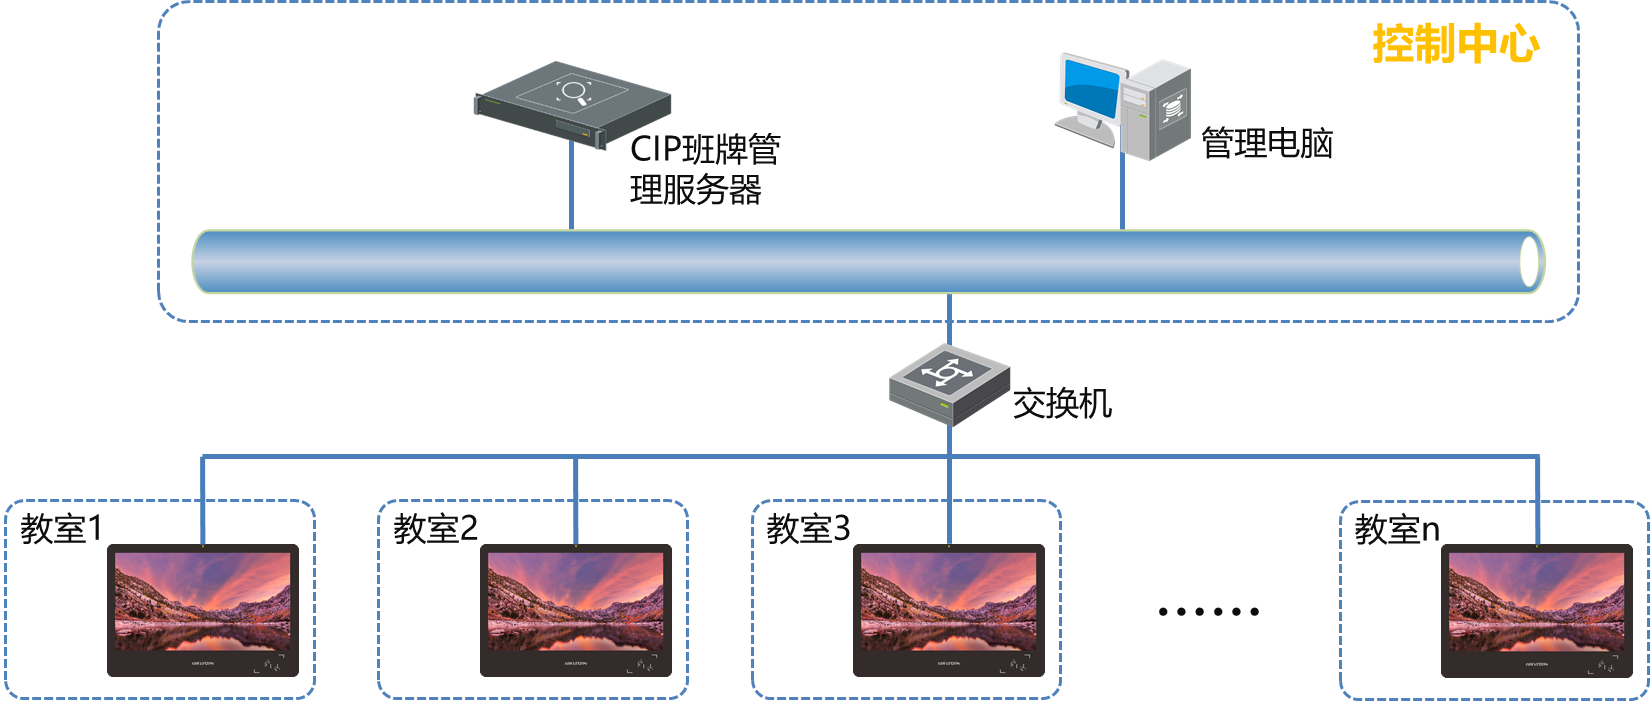 控制中心
CIP班牌管
理服务器
管理电脑
交换机
教室1
教室2
教室3
教室n
......